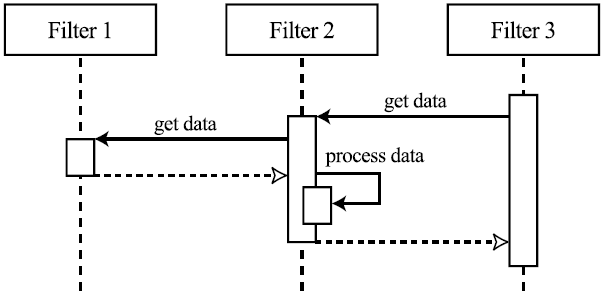 Filter 1
Filter 2
Filter 3
get data
get data
process data